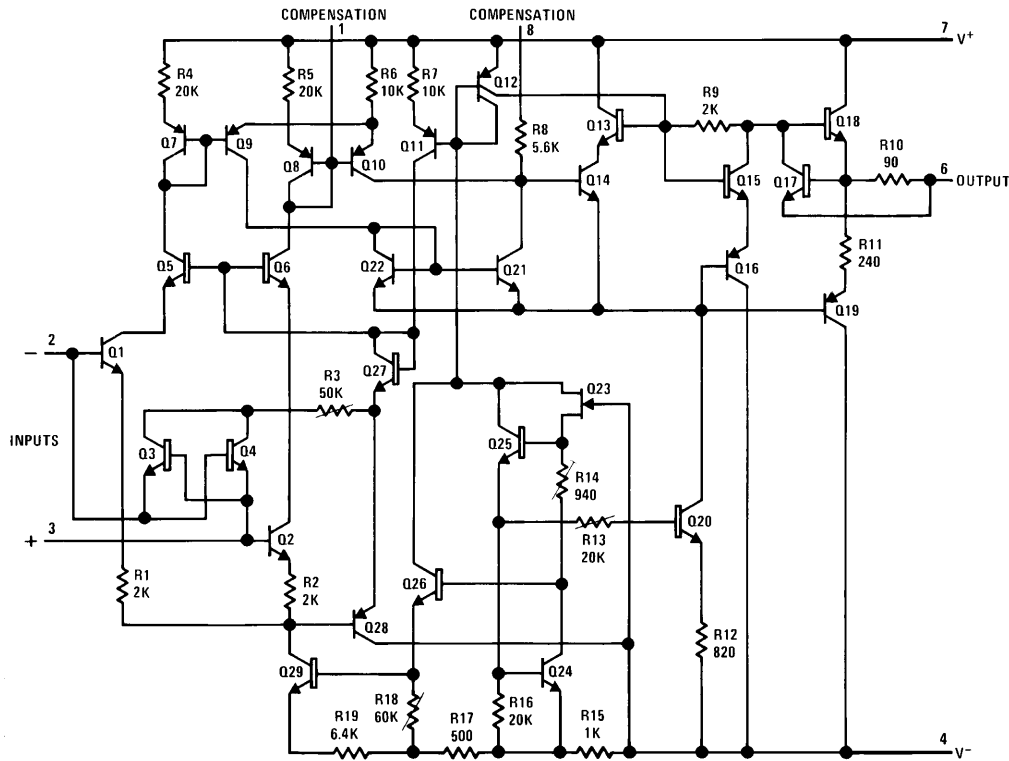 COMPENSATION COMPENSATION
1 8
7 V+
R4 20K
R5 20K
R6 10K
R7 10K
Q12
R9 2K
Q7
Q9
Q8
Q10
Q11
R8 5.6K
Q13
Q18
R10 90
6 OUTPUT
Q14
Q15
Q17
Q5
Q6
Q22
Q21
Q16
R11 240
Q19
2
− Q1
Q27
R3 50K
Q23
INPUTS
Q3
Q4
Q25
R14 940
Q20
R13 20K
3
+ Q2
R1 2K
R2 2K
Q26
Q28
R12 820
Q29
Q24
R18 60K
R16 20K
R19 6.4K
R17 500
R15 1K
4 V−